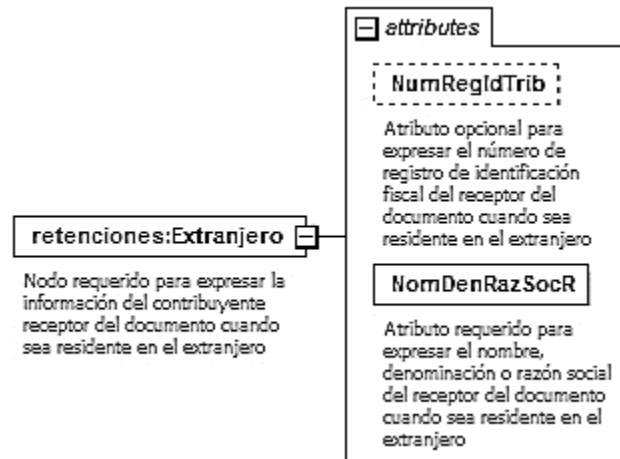 attributes
NumRegIdTrib
Atributo opcional para
expresar el número de
registro de identificación
fiscal del receptor del
documento cuando sea
residente en el extranjero
retenciones:Extranjero
Nodo requerido para expresar la
información del contribuyente
receptor del documento cuando
sea residente en el extranjero
NomDenRazSocR
Atributo requerido para
expresar el nombre,
denominación o razón social
del receptor del documento
cuando sea residente en el
extranjero